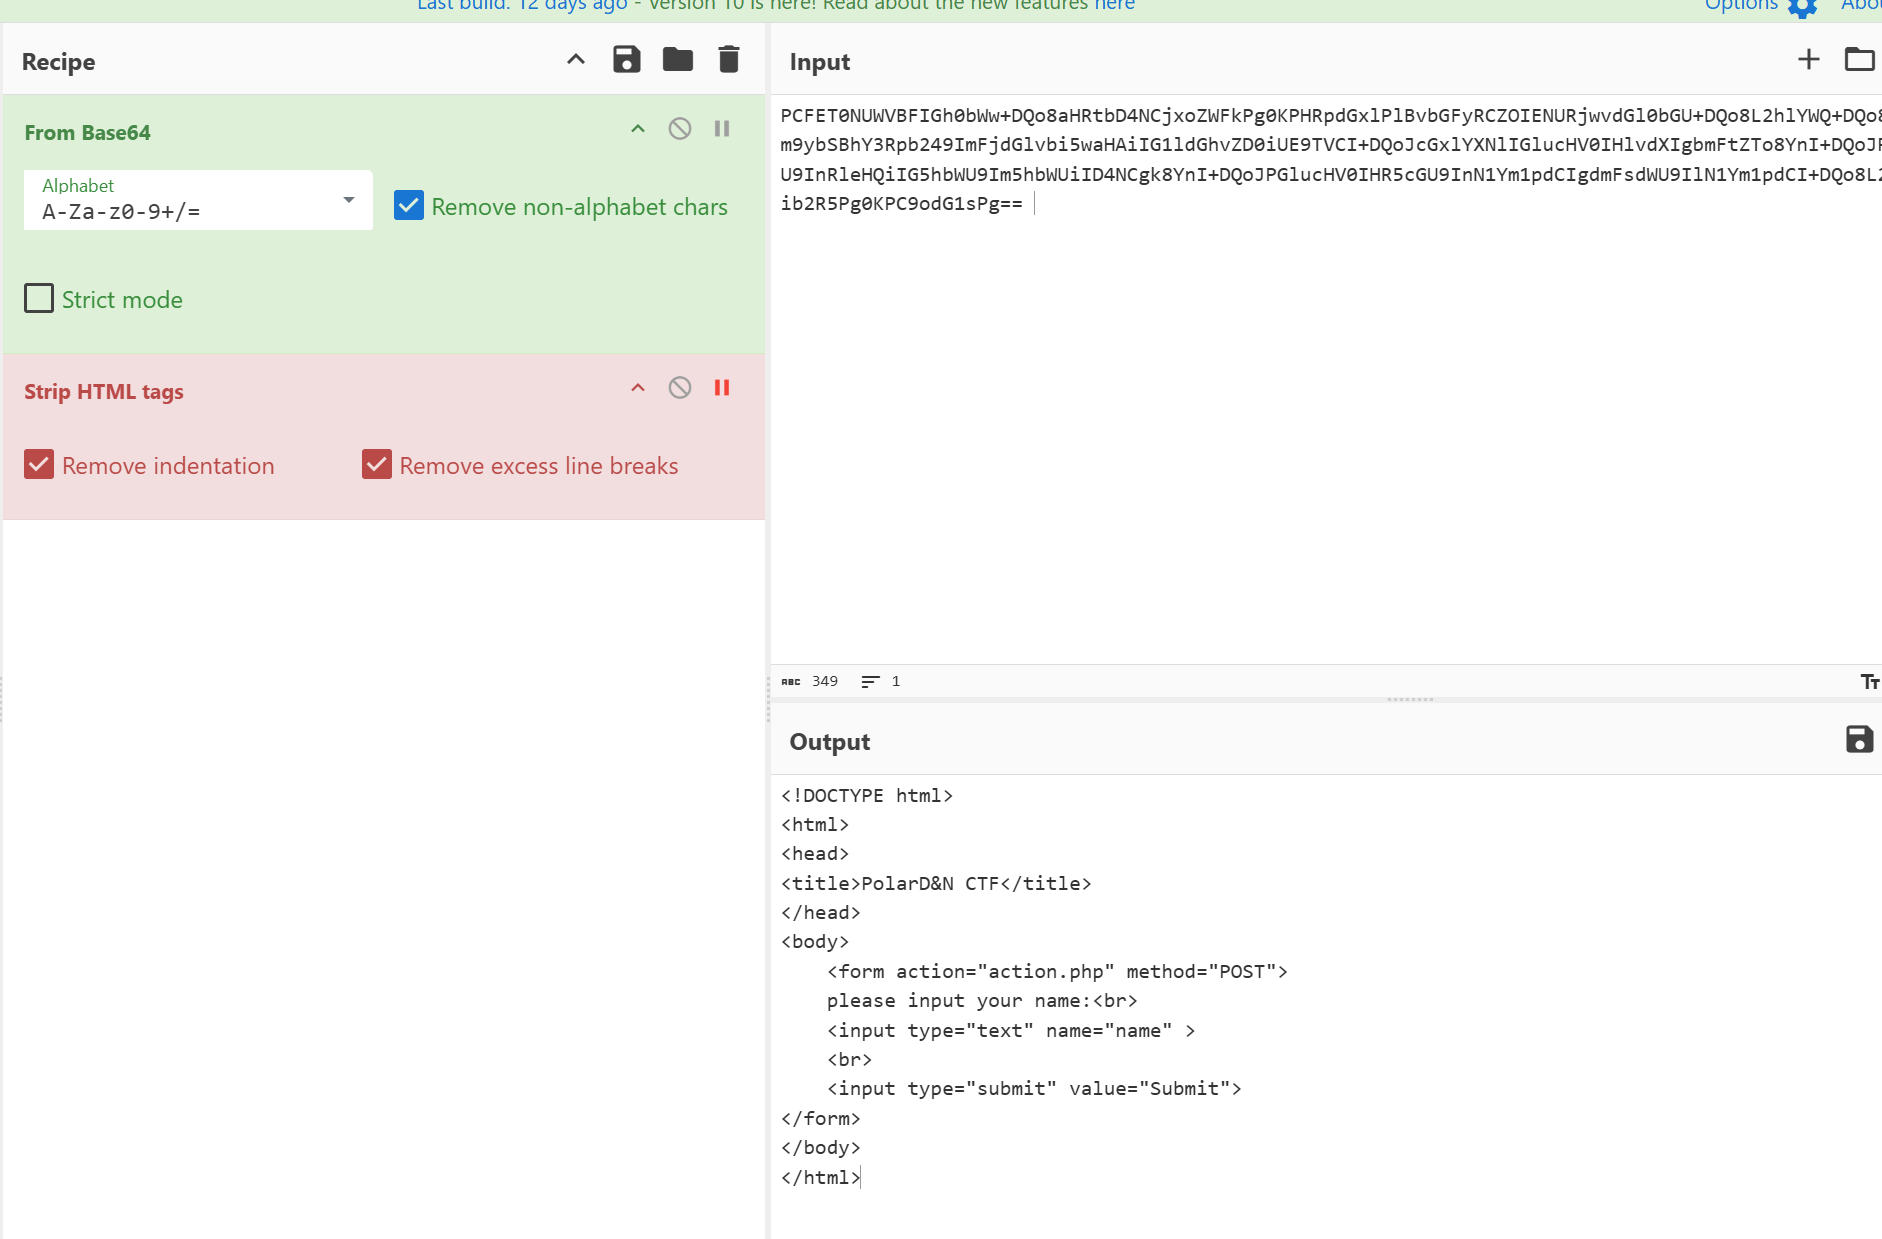 Last build: 12 days ago - Version 10 is here! Read about the new features here
Options
Recipe
From Base64
Alphabet
A-Za-z0-9+/=
Remove non-alphabet chars
Strict mode
Strip HTML tags
Remove indentation
Remove excess line breaks
Input
PCFET0NUWVBFIGh0bWw+DQo8aHRtbD4NCjxoZWFkPg0KPHRpdGxlPlBvbGFyRCZOIENURjwvdGl0bGU+DQo8L2hlYWQ+DQo8
m9ybSBhY3Rpb249ImFjdGlvbi5waHAiIG1ldGhvZD0iUE9TVCI+DQoJcGxlYXNlIGlucHV0IHlvdXIgbmFtZTo8YnI+DQoJP
U9InRleHQiIG5hbWU9Im5hbWUiID4NCgk8YnI+DQoJPGlucHV0IHR5cGU9InN1Ym1pdCIgdmFsdWU9IlN1Ym1pdCI+DQo8L2
ib2R5Pg0KPC9odG1sPg==
ABC 349 1
Output
<!DOCTYPE html>
<html>
<head>
<title>PolarD&N CTF</title>
</head>
<body>
    <form action="action.php" method="POST">
    please input your name:<br>
    <input type="text" name="name" >
    <br>
    <input type="submit" value="Submit">
</form>
</body>
</html>